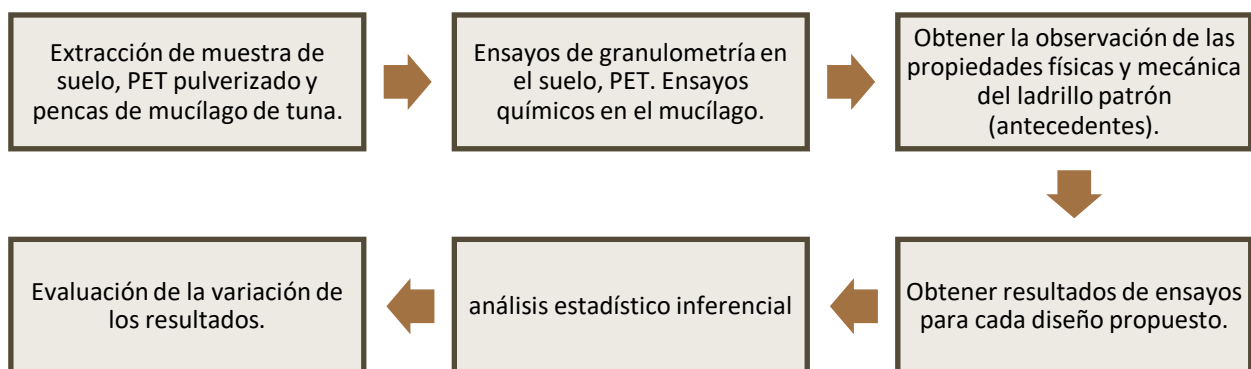 Extracción de muestra de
suelo, PET pulverizado y
pencas de mucílago de tuna.
Ensayos de granulometría en
el suelo, PET. Ensayos
químicos en el mucílago.
Obtener la observación de las
propiedades físicas y mecánica
del ladrillo patrón
(antecedentes).
Obtener resultados de ensayos
para cada diseño propuesto.
análisis estadístico inferencial
Evaluación de la variación de
los resultados.